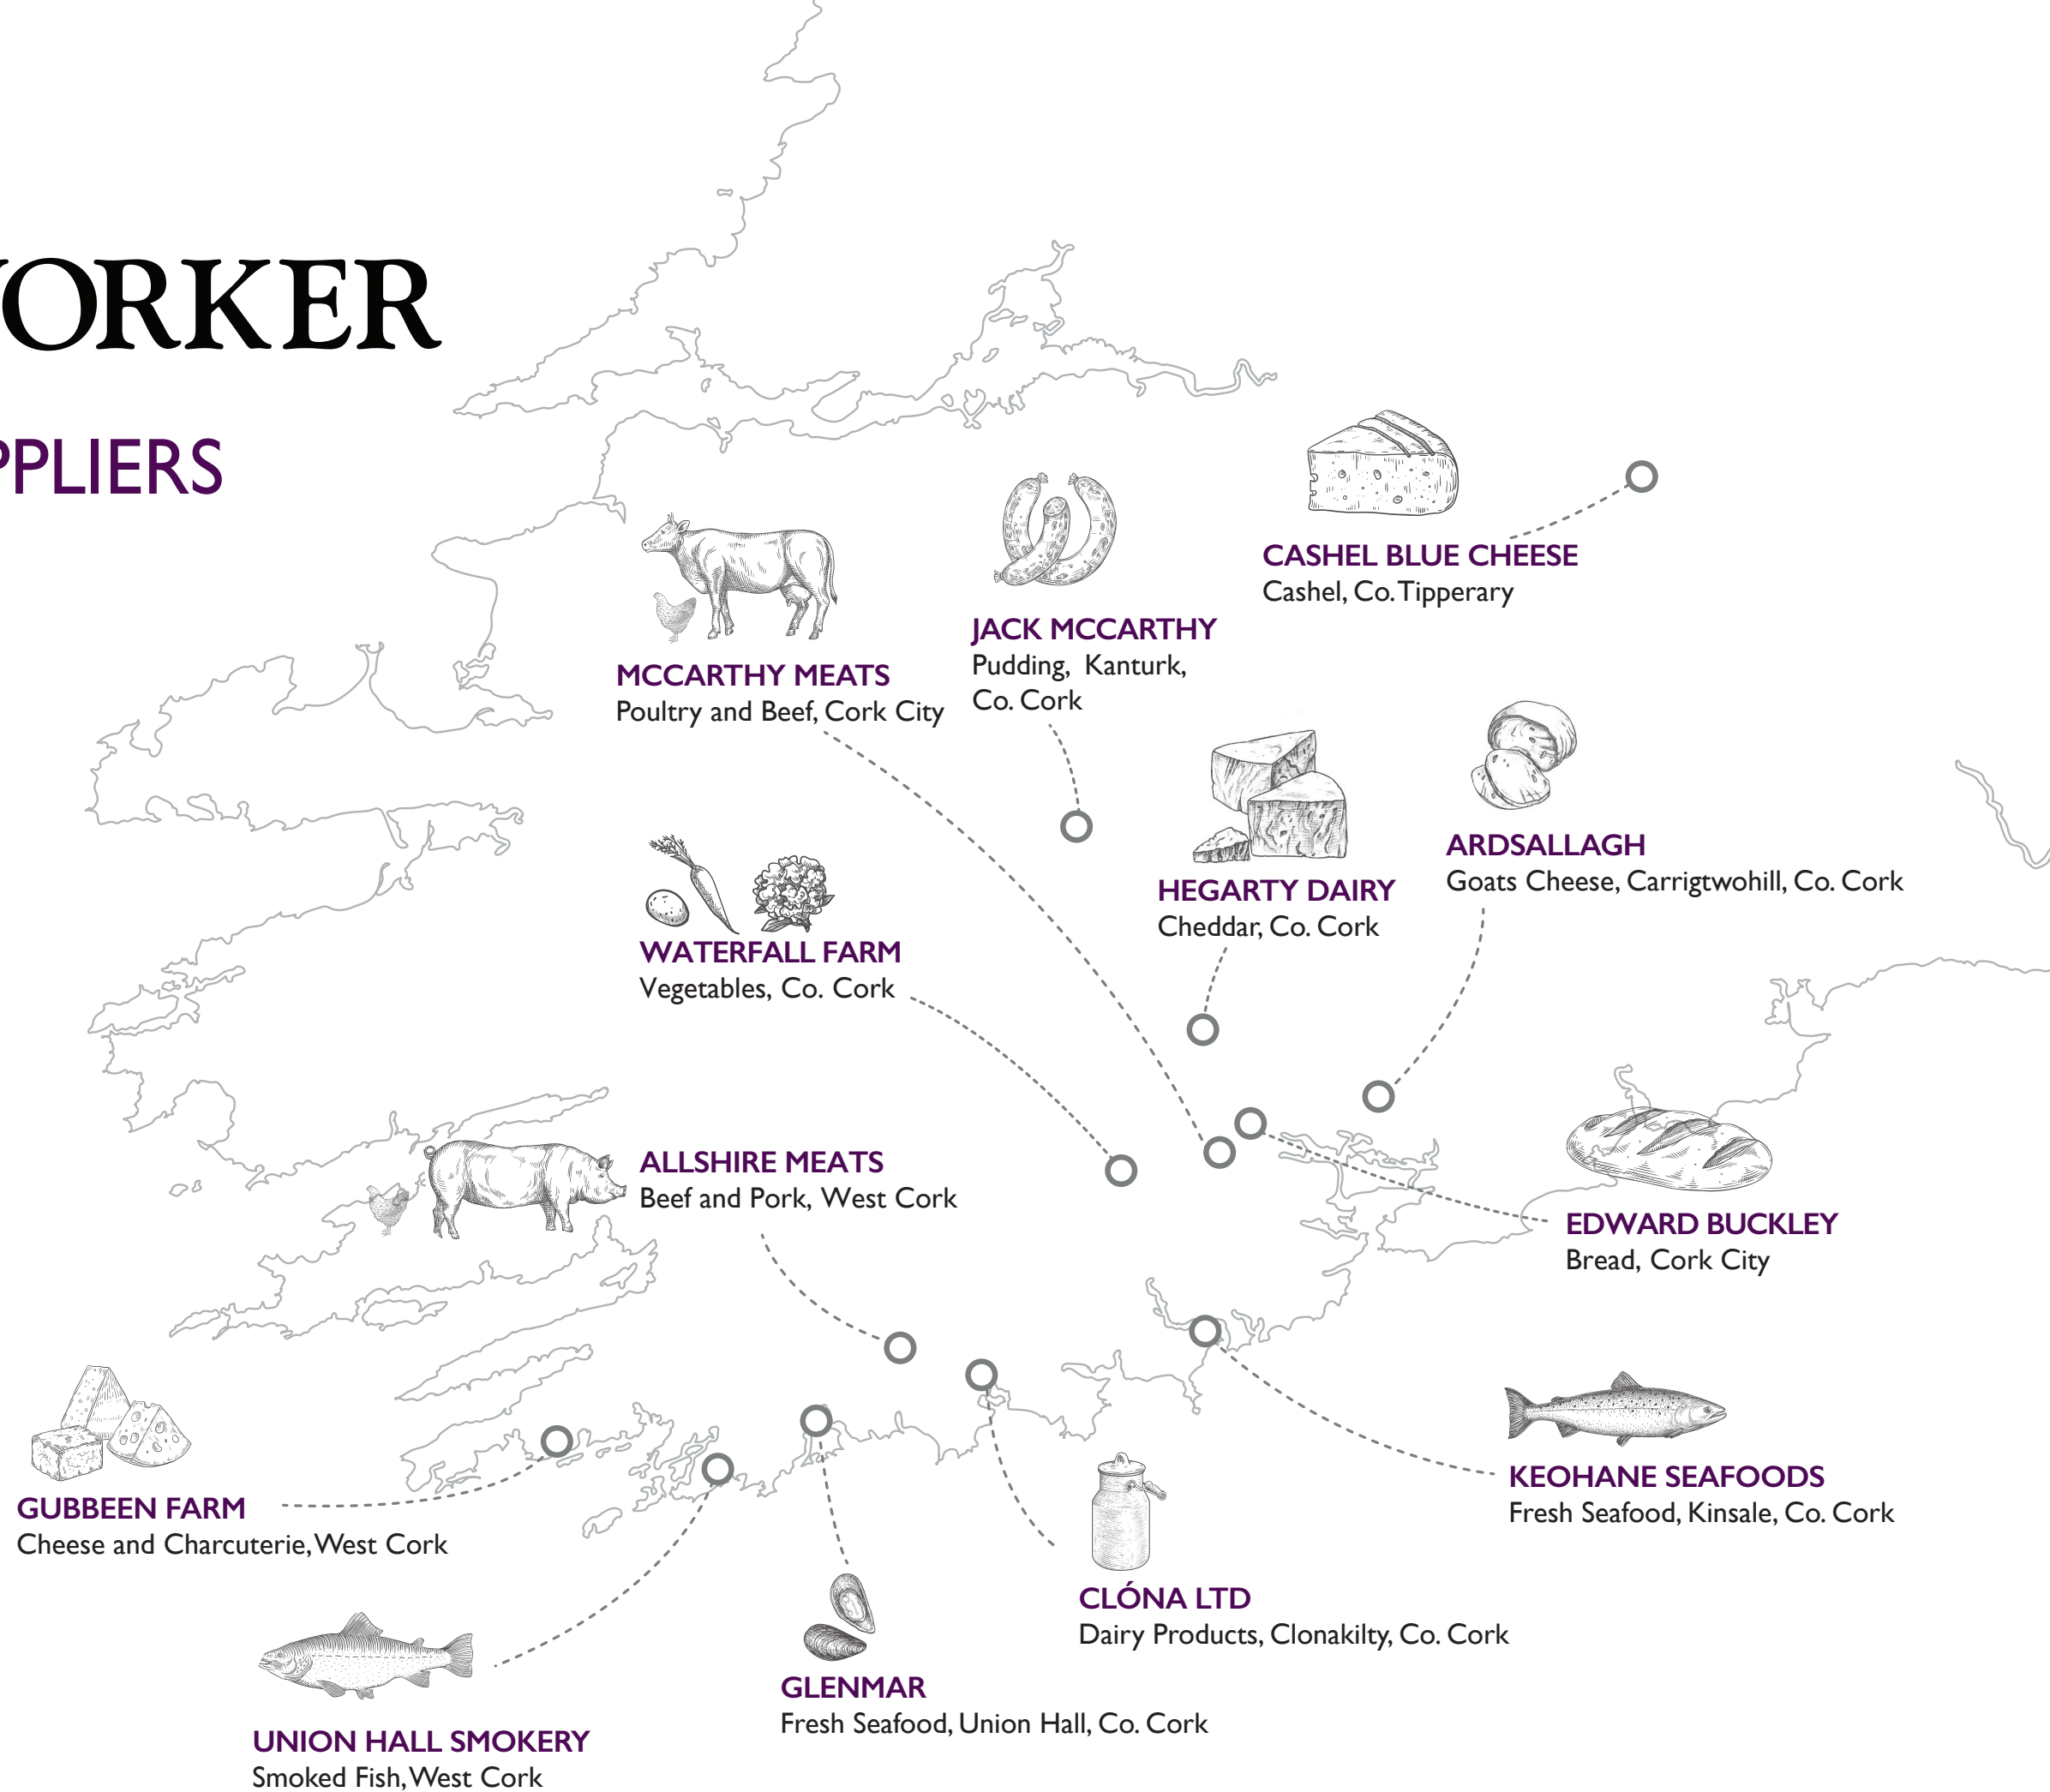 YORKER
PPLIERS
CASHEL BLUE CHEESE
Cashel, Co. Tipperary
JACK MCCARTHY
Pudding, Kanturk,
Co. Cork
MCCARTHY MEATS
Poultry and Beef, Cork City
ARDSALLAGH
Goats Cheese, Carrigtwohill, Co. Cork
HEGARTY DAIRY
Cheddar, Co. Cork
WATERFALL FARM
Vegetables, Co. Cork
ALLSHIRE MEATS
Beef and Pork, West Cork
EDWARD BUCKLEY
Bread, Cork City
KEOHANE SEAFOODS
Fresh Seafood, Kinsale, Co. Cork
GUBBEEN FARM
Cheese and Charcuterie, West Cork
CLÓNA LTD
Dairy Products, Clonakilty, Co. Cork
GLENMAR
Fresh Seafood, Union Hall, Co. Cork
UNION HALL SMOKERY
Smoked Fish, West Cork